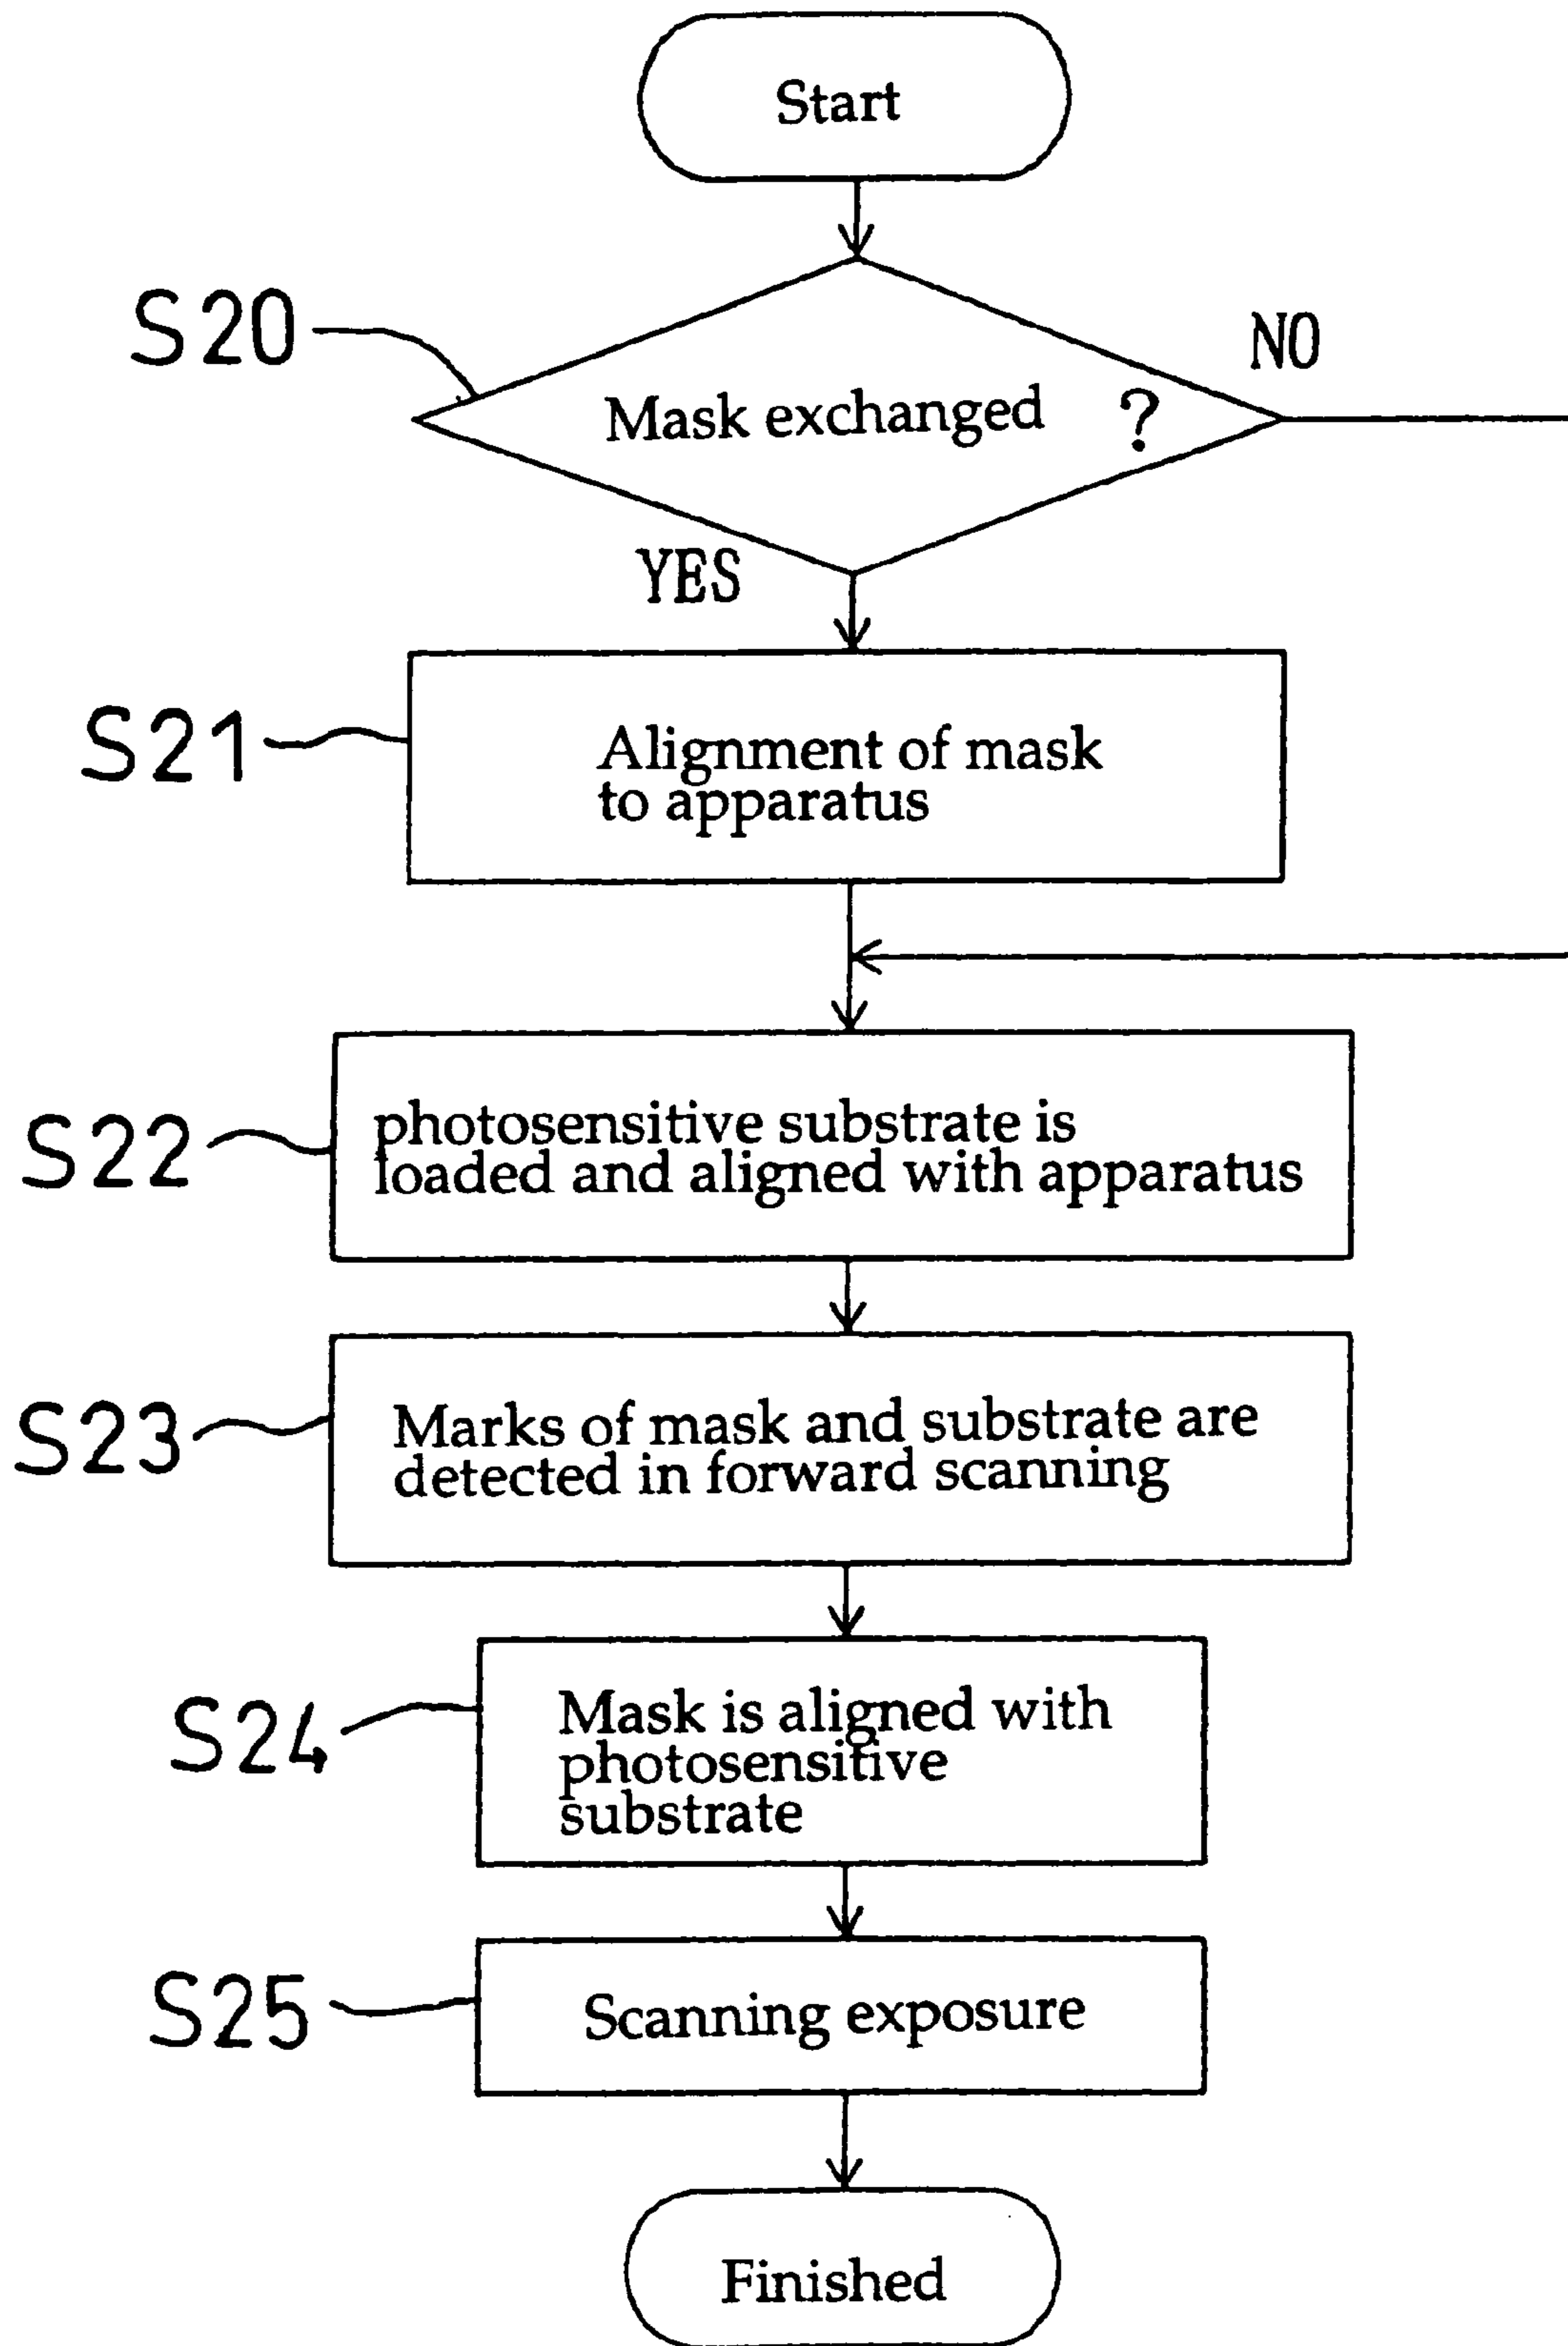 Start
S20
NO
Mask exchanged ?
YES
S21
Alignment of mask
to apparatus
S22
photosensitive substrate is
loaded and aligned with apparatus
S23
Marks of mask and substrate are
detected in forward scanning
S24
Mask is aligned with
photosensitive
substrate
S25
Scanning exposure
Finished